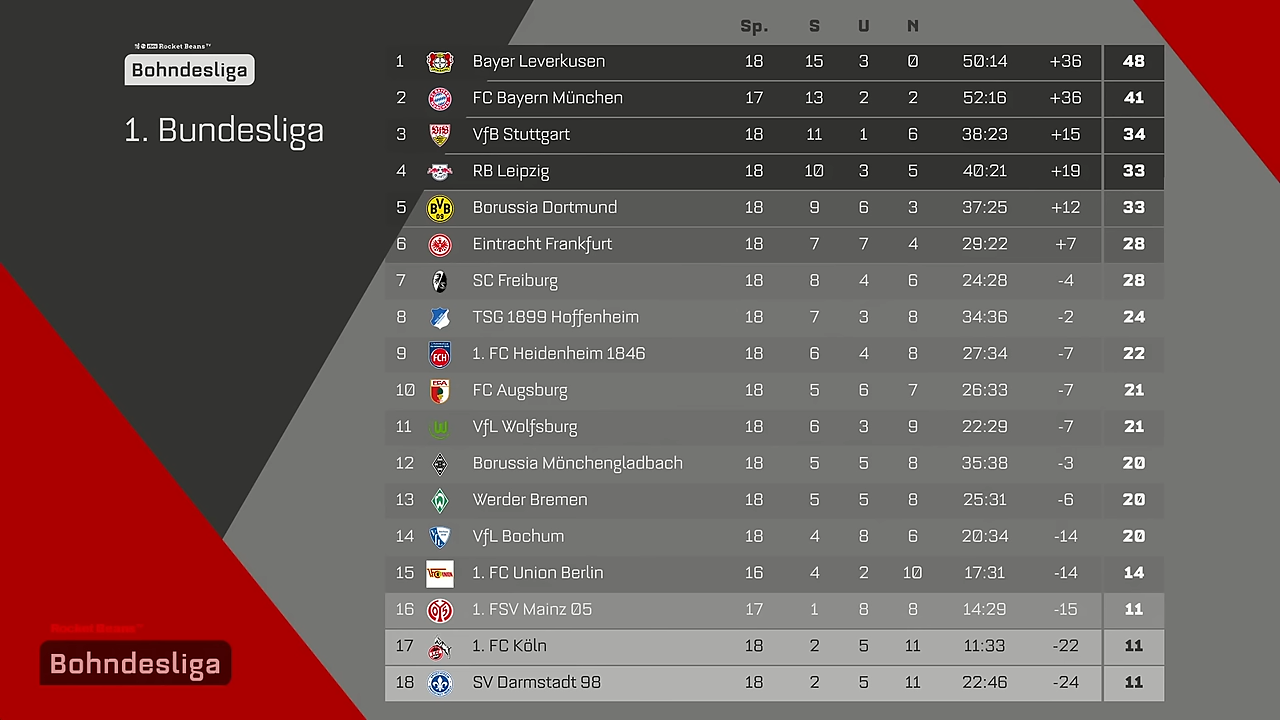 Rocket Beans TV
Bohndesliga
1. Bundesliga
Sp. S U N
1 Bayer Leverkusen 18 15 3 0 50:14 +36 48
2 FC Bayern München 17 13 2 2 52:16 +36 41
3 VfB Stuttgart 18 11 1 6 38:23 +15 34
4 RB Leipzig 18 10 3 5 40:21 +19 33
5 Borussia Dortmund 18 9 6 3 37:25 +12 33
6 Eintracht Frankfurt 18 7 7 4 29:22 +7 28
7 SC Freiburg 18 8 4 6 24:28 -4 28
8 TSG 1899 Hoffenheim 18 7 3 8 34:36 -2 24
9 1. FC Heidenheim 1846 18 6 4 8 27:34 -7 22
10 FC Augsburg 18 5 6 7 26:33 -7 21
11 VfL Wolfsburg 18 6 3 9 22:29 -7 21
12 Borussia Mönchengladbach 18 5 5 8 35:38 -3 20
13 Werder Bremen 18 5 5 8 25:31 -6 20
14 VfL Bochum 18 4 8 6 20:34 -14 20
15 1. FC Union Berlin 16 4 2 10 17:31 -14 14
16 1. FSV Mainz 05 17 1 8 8 14:29 -15 11
17 1. FC Köln 18 2 5 11 11:33 -22 11
18 SV Darmstadt 98 18 2 5 11 22:46 -24 11
Rocket Beans TV
Bohndesliga